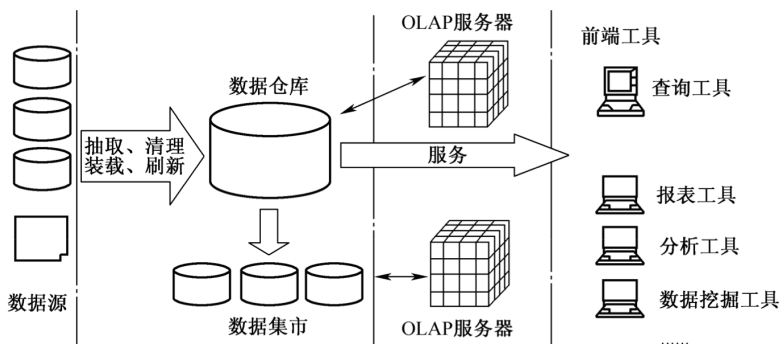 OLAP服务器
前端工具
数据仓库
查询工具
抽取、清理
装载、刷新
服务
报表工具
分析工具
数据源
数据挖掘工具
数据集市
OLAP服务器